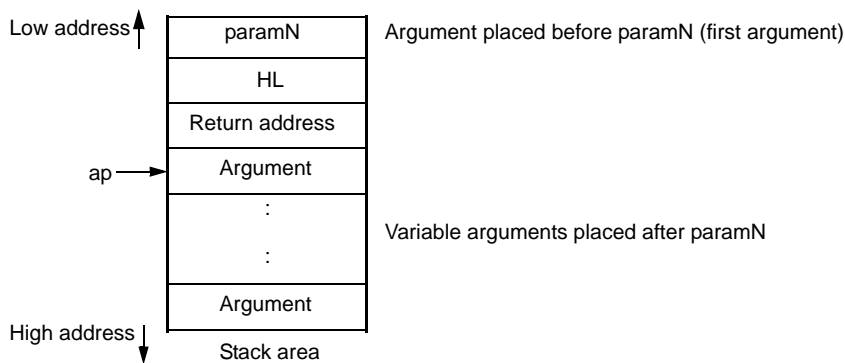 Low address
paramN
Argument placed before paramN (first argument)
HL
Return address
ap
Argument
:
Variable arguments placed after paramN
:
Argument
High address
Stack area